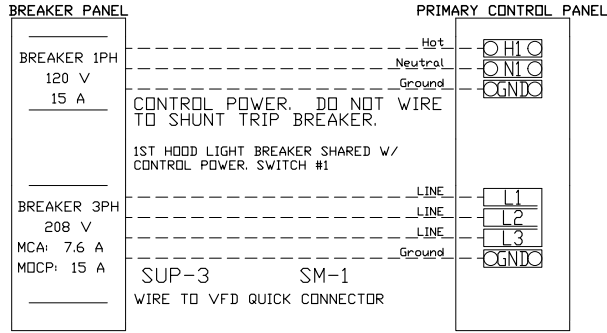 BREAKER PANEL
PRIMARY CONTROL PANEL
BREAKER 1PH
120 V
15 A
Hot
H1
Neutral
N1
Ground
GND
CONTROL POWER. DO NOT WIRE
TO SHUNT TRIP BREAKER.
1ST HOOD LIGHT BREAKER SHARED W/
CONTROL POWER. SWITCH #1
BREAKER 3PH
208 V
MCA: 7.6 A
MOCP: 15 A
LINE
L1
LINE
L2
LINE
L3
Ground
GND
SUP-3 SM-1
WIRE TO VFD QUICK CONNECTOR